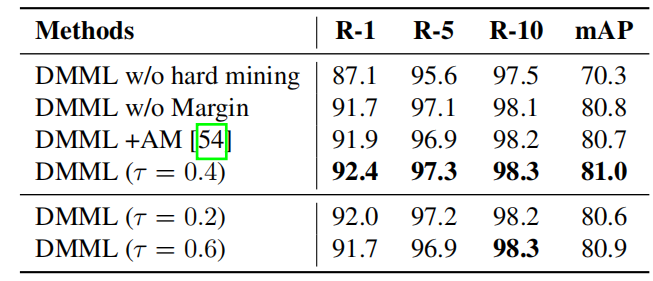 Methods R-1 R-5 R-10 mAP
DMML w/o hard mining 87.1 95.6 97.5 70.3
DMML w/o Margin 91.7 97.1 98.1 80.8
DMML +AM [54] 91.9 96.9 98.2 80.7
DMML (τ = 0.4) 92.4 97.3 98.3 81.0
DMML (τ = 0.2) 92.0 97.2 98.2 80.6
DMML (τ = 0.6) 91.7 96.9 98.3 80.9